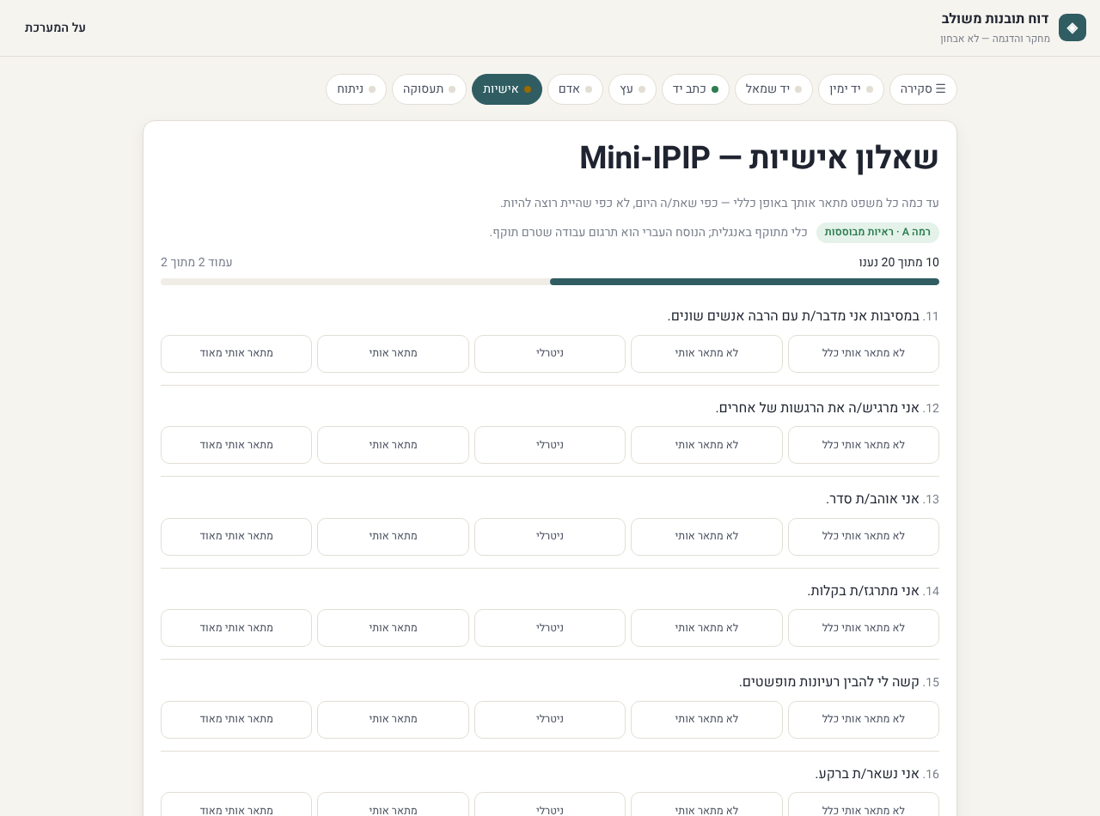 דוח תובנות משולב
מחקר והדגמה — לא אבחון
על המערכת
☰ סקירה
יד ימין
יד שמאל
כתב יד
עץ
אדם
אישיות
תעסוקה
ניתוח
שאלון אישיות — Mini-IPIP
עד כמה כל משפט מתאר אותך באופן כללי — כפי שאת/ה היום, לא כפי שהיית רוצה להיות.
רמה A · ראיות מבוססות כלי מתוקף באנגלית; הנוסח העברי הוא תרגום עבודה שטרם תוקף.
10 מתוך 20 נענו
עמוד 2 מתוך 2
11. במסיבות אני מדבר/ת עם הרבה אנשים שונים.
לא מתאר אותי כלל
לא מתאר אותי
ניטרלי
מתאר אותי
מתאר אותי מאוד
12. אני מרגיש/ה את הרגשות של אחרים.
לא מתאר אותי כלל
לא מתאר אותי
ניטרלי
מתאר אותי
מתאר אותי מאוד
13. אני אוהב/ת סדר.
לא מתאר אותי כלל
לא מתאר אותי
ניטרלי
מתאר אותי
מתאר אותי מאוד
14. אני מתרגז/ת בקלות.
לא מתאר אותי כלל
לא מתאר אותי
ניטרלי
מתאר אותי
מתאר אותי מאוד
15. קשה לי להבין רעיונות מופשטים.
לא מתאר אותי כלל
לא מתאר אותי
ניטרלי
מתאר אותי
מתאר אותי מאוד
16. אני נשאר/ת ברקע.
לא מתאר אותי כלל
לא מתאר אותי
ניטרלי
מתאר אותי
מתאר אותי מאוד